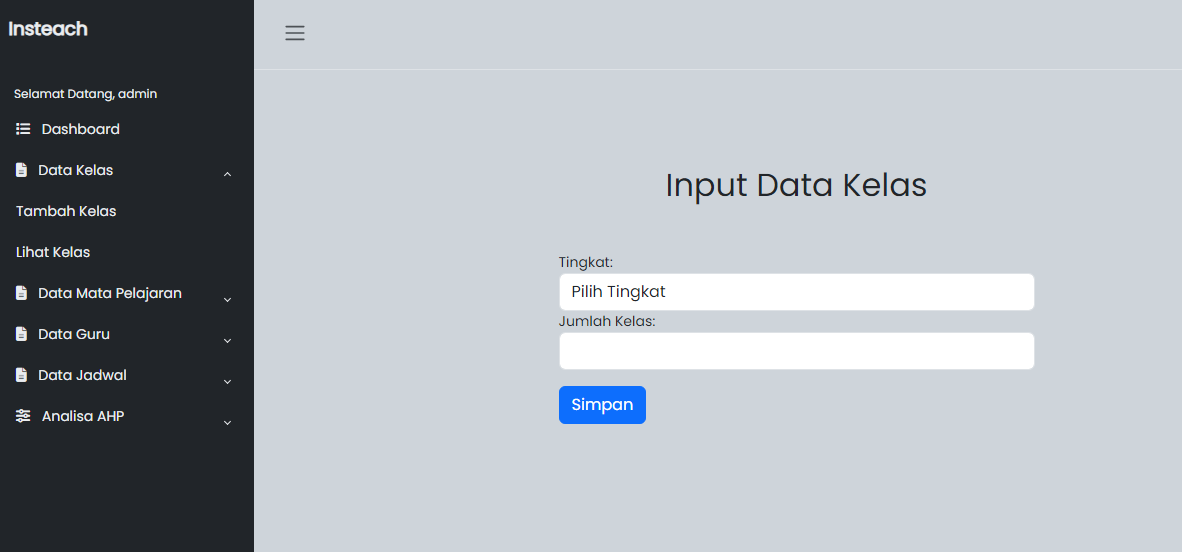 Insteach
Selamat Datang, admin
Dashboard
Data Kelas
Tambah Kelas
Lihat Kelas
Data Mata Pelajaran
Data Guru
Data Jadwal
Analisa AHP
Input Data Kelas
Tingkat:
Pilih Tingkat
Jumlah Kelas:
Simpan